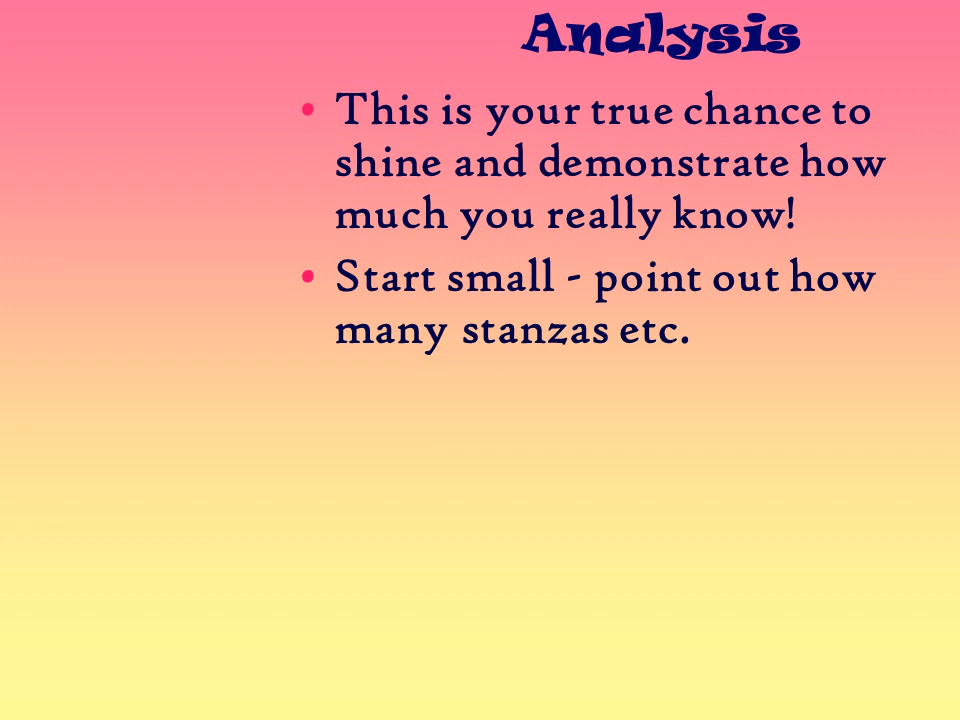 Analysis
• This is your true chance to
shine and demonstrate how
much you really know!
• Start small - point out how
many stanzas etc.